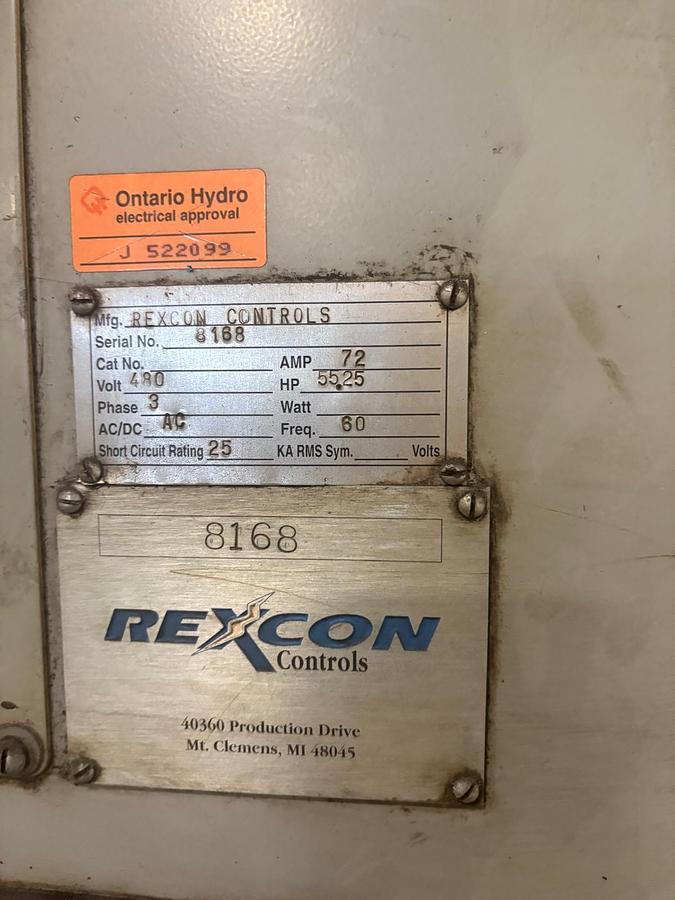 Ontario Hydro
electrical approval
J 522099
Mfg. REXCON CONTROLS
Serial No. 8168
Cat No. AMP 72
Volt 480 HP 55.25
Phase 3 Watt
AC/DC AC Freq. 60
Short Circuit Rating 25 KA RMS Sym. Volts
8168
REXCON
Controls
40360 Production Drive
Mt. Clemens, MI 48045